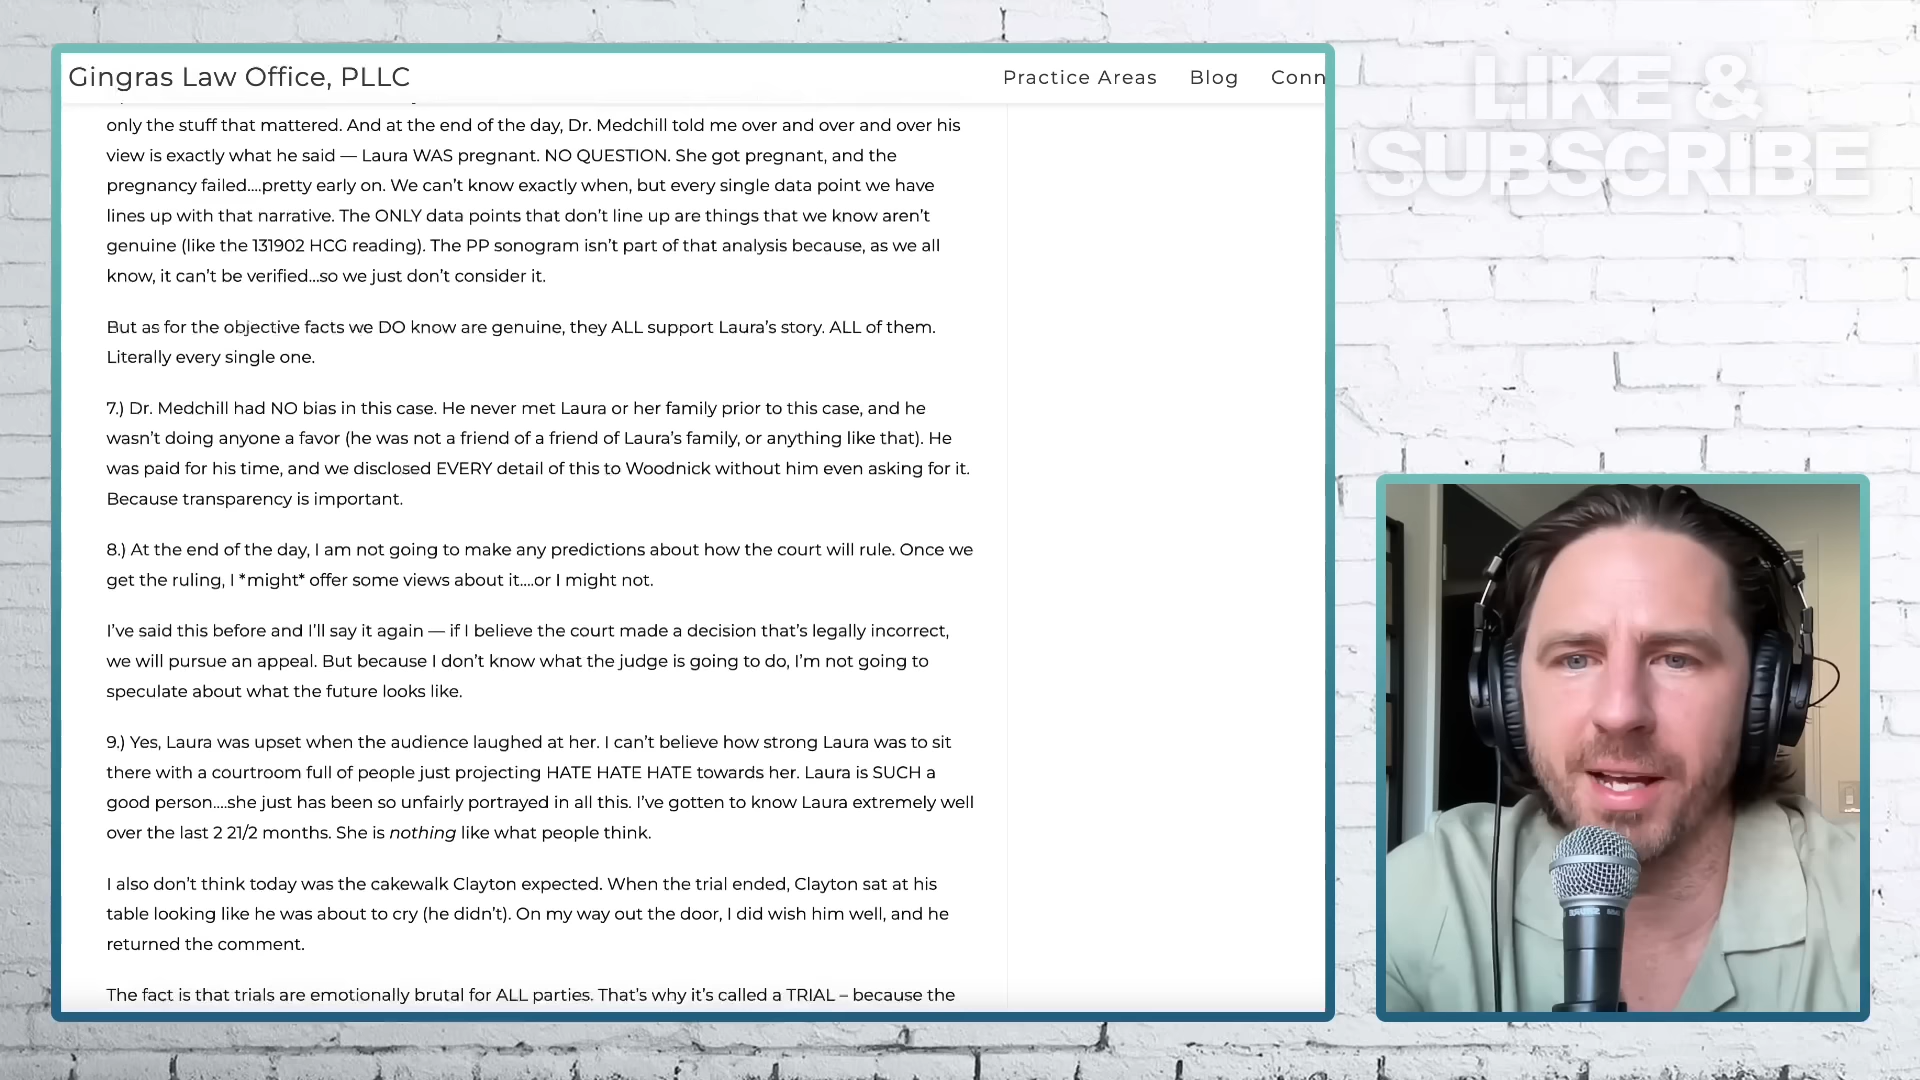 Gingras Law Office, PLLC
Practice Areas Blog Conn
LIKE &
SUBSCRIBE
only the stuff that mattered. And at the end of the day, Dr. Medchill told me over and over and over his
view is exactly what he said — Laura WAS pregnant. NO QUESTION. She got pregnant, and the
pregnancy failed....pretty early on. We can't know exactly when, but every single data point we have
lines up with that narrative. The ONLY data points that don't line up are things that we know aren't
genuine (like the 131902 HCG reading). The PP sonogram isn't part of that analysis because, as we all
know, it can't be verified...so we just don't consider it.
But as for the objective facts we DO know are genuine, they ALL support Laura's story. ALL of them.
Literally every single one.
7.) Dr. Medchill had NO bias in this case. He never met Laura or her family prior to this case, and he
wasn't doing anyone a favor (he was not a friend of a friend of Laura's family, or anything like that). He
was paid for his time, and we disclosed EVERY detail of this to Woodnick without him even asking for it.
Because transparency is important.
8.) At the end of the day, I am not going to make any predictions about how the court will rule. Once we
get the ruling, I *might* offer some views about it....or I might not.
I've said this before and I'll say it again — if I believe the court made a decision that's legally incorrect,
we will pursue an appeal. But because I don't know what the judge is going to do, I'm not going to
speculate about what the future looks like.
9.) Yes, Laura was upset when the audience laughed at her. I can't believe how strong Laura was to sit
there with a courtroom full of people just projecting HATE HATE HATE towards her. Laura is SUCH a
good person....she just has been so unfairly portrayed in all this. I've gotten to know Laura extremely well
over the last 2 21/2 months. She is nothing like what people think.
I also don't think today was the cakewalk Clayton expected. When the trial ended, Clayton sat at his
table looking like he was about to cry (he didn't). On my way out the door, I did wish him well, and he
returned the comment.
The fact is that trials are emotionally brutal for ALL parties. That's why it's called a TRIAL – because the